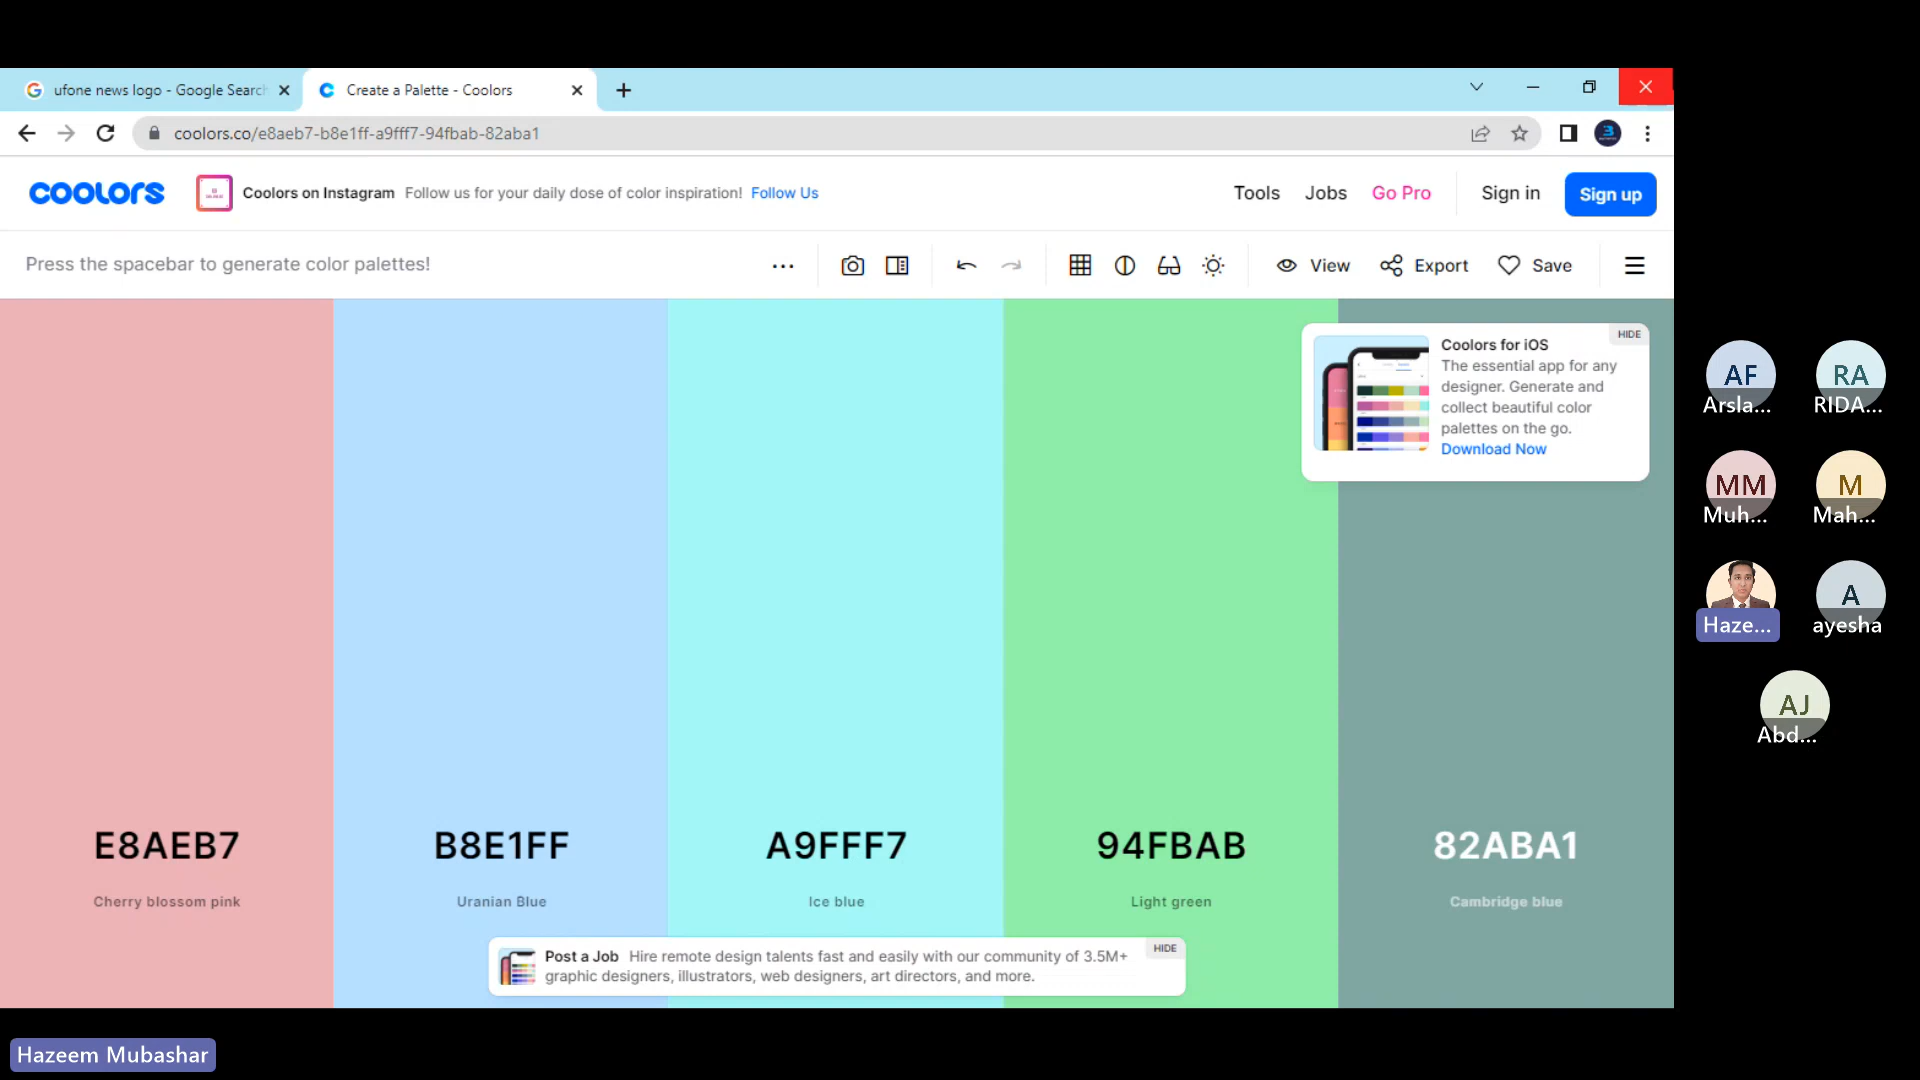 ufone news logo - Google Search
Create a Palette - Coolors
coolors.co/e8aeb7-b8e1ff-a9fff7-94fbab-82aba1
coolors
Coolors on Instagram Follow us for your daily dose of color inspiration! Follow Us
Tools Jobs Go Pro Sign in Sign up
Press the spacebar to generate color palettes!
View Export Save
HIDE
Coolors for iOS
The essential app for any
designer. Generate and
collect beautiful color
palettes on the go.
Download Now
E8AEB7
Cherry blossom pink
B8E1FF
Uranian Blue
A9FFF7
Ice blue
94FBAB
Light green
82ABA1
Cambridge blue
Post a Job Hire remote design talents fast and easily with our community of 3.5M+
graphic designers, illustrators, web designers, art directors, and more.
HIDE
AF
Arsla...
RA
RIDA...
MM
Muh...
M
Mah...
Haze...
A
ayesha
AJ
Abd...
Hazeem Mubashar